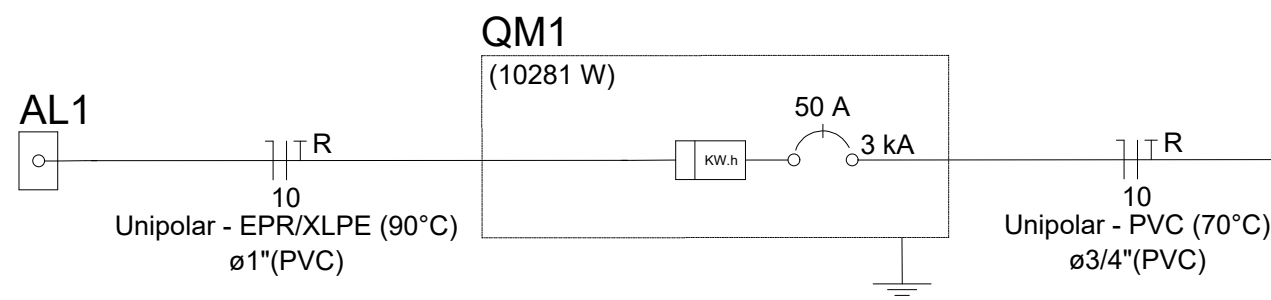 QM1
(10281 W)
AL1
50 A
R
KW.h
3 kA
R
10
Unipolar - EPR/XLPE (90°C)
ø1"(PVC)
10
Unipolar - PVC (70°C)
ø3/4"(PVC)